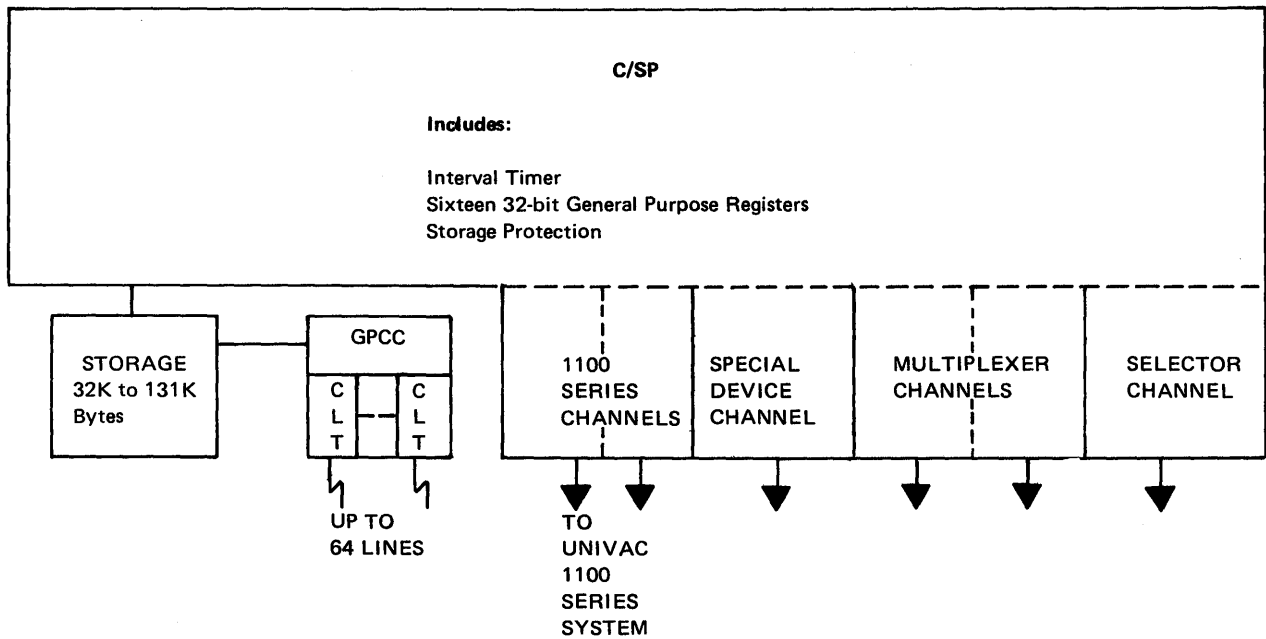 C/SP
Includes:
Interval Timer
Sixteen 32-bit General Purpose Registers
Storage Protection
STORAGE
32K to 131K
Bytes
GPCC
C
L
T
C
L
T
UP TO
64 LINES
1100
SERIES
CHANNELS
SPECIAL
DEVICE
CHANNEL
MULTIPLEXER
CHANNELS
SELECTOR
CHANNEL
TO
UNIVAC
1100
SERIES
SYSTEM